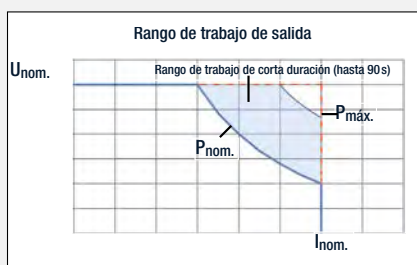 Rango de trabajo de salida
Unom.
Rango de trabajo de corta duración (hasta 90 s)
Pmáx.
Pnom.
Inom.